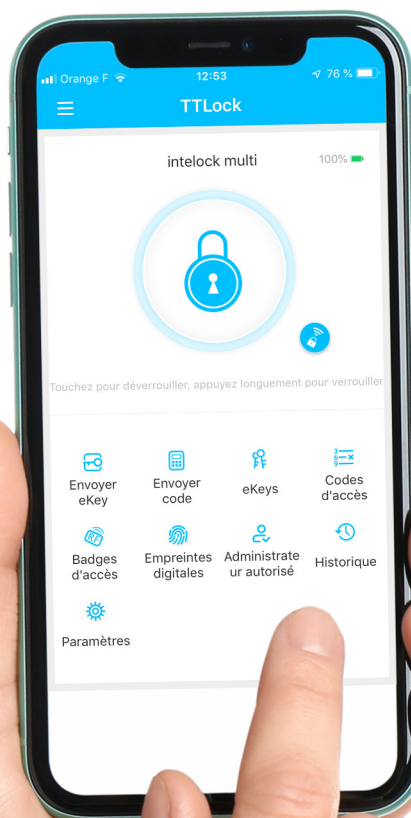 Orange F 12:53 76 %
TTLock
intelock multi 100%
Touchez pour déverrouiller, appuyez longuement pour verrouiller
Envoyer eKey
Envoyer code
eKeys
Codes d'accès
Badges d'accès
Empreintes digitales
Administrate
ur autorisé
Historique
Paramètres